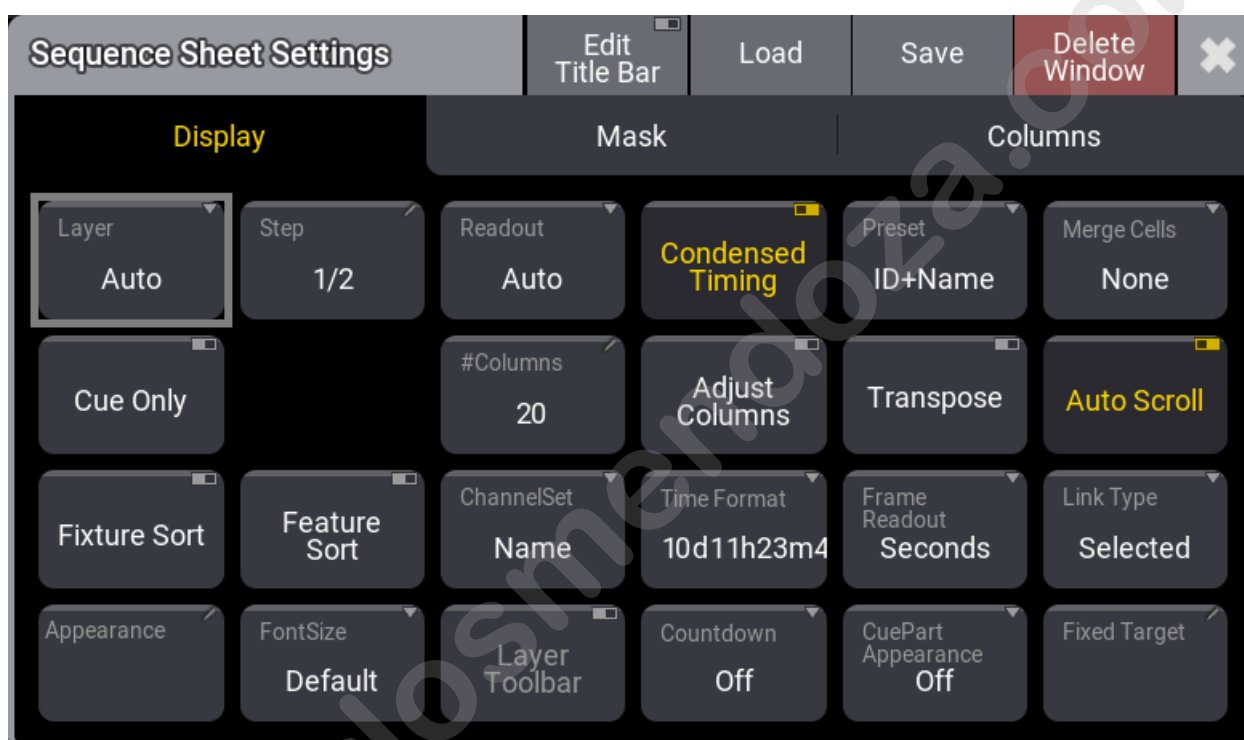 Sequence Sheet Settings
Edit
Title Bar
Load
Save
Delete
Window
Display
Mask
Columns
Layer
Auto
Step
1/2
Readout
Auto
Condensed
Timing
Preset
ID+Name
Merge Cells
None
Cue Only
#Columns
20
Adjust
Columns
Transpose
Auto Scroll
Fixture Sort
Feature
Sort
ChannelSet
Name
Time Format
10d11h23m4
Frame
Readout
Seconds
Link Type
Selected
Appearance
FontSize
Default
Layer
Toolbar
Countdown
Off
CuePart
Appearance
Off
Fixed Target
losmendoza.co